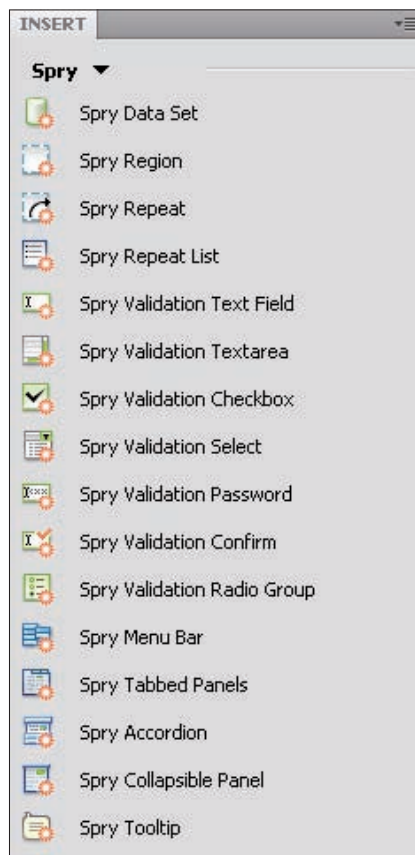 INSERT
Spry
Spry Data Set
Spry Region
Spry Repeat
Spry Repeat List
Spry Validation Text Field
Spry Validation Textarea
Spry Validation Checkbox
Spry Validation Select
Spry Validation Password
Spry Validation Confirm
Spry Validation Radio Group
Spry Menu Bar
Spry Tabbed Panels
Spry Accordion
Spry Collapsible Panel
Spry Tooltip